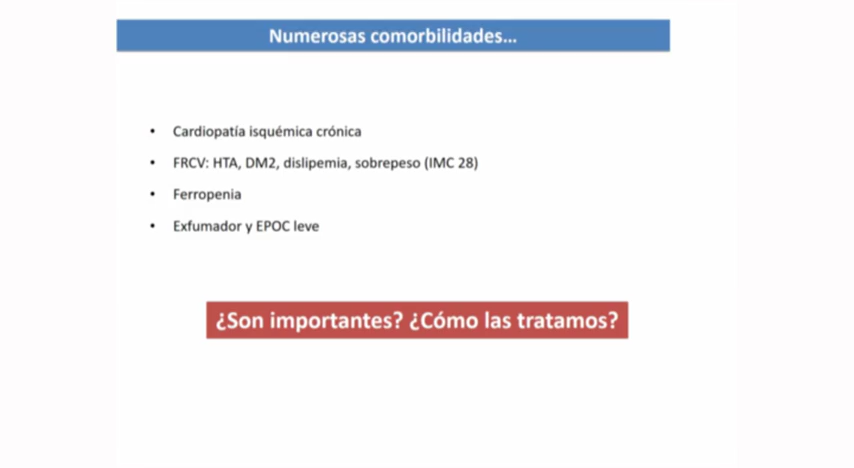 Numerosas comorbilidades...
• Cardiopatía isquémica crónica
• FRCV: HTA, DM2, dislipemia, sobrepeso (IMC 28)
• Ferropenia
• Exfumador y EPOC leve
¿Son importantes? ¿Cómo las tratamos?